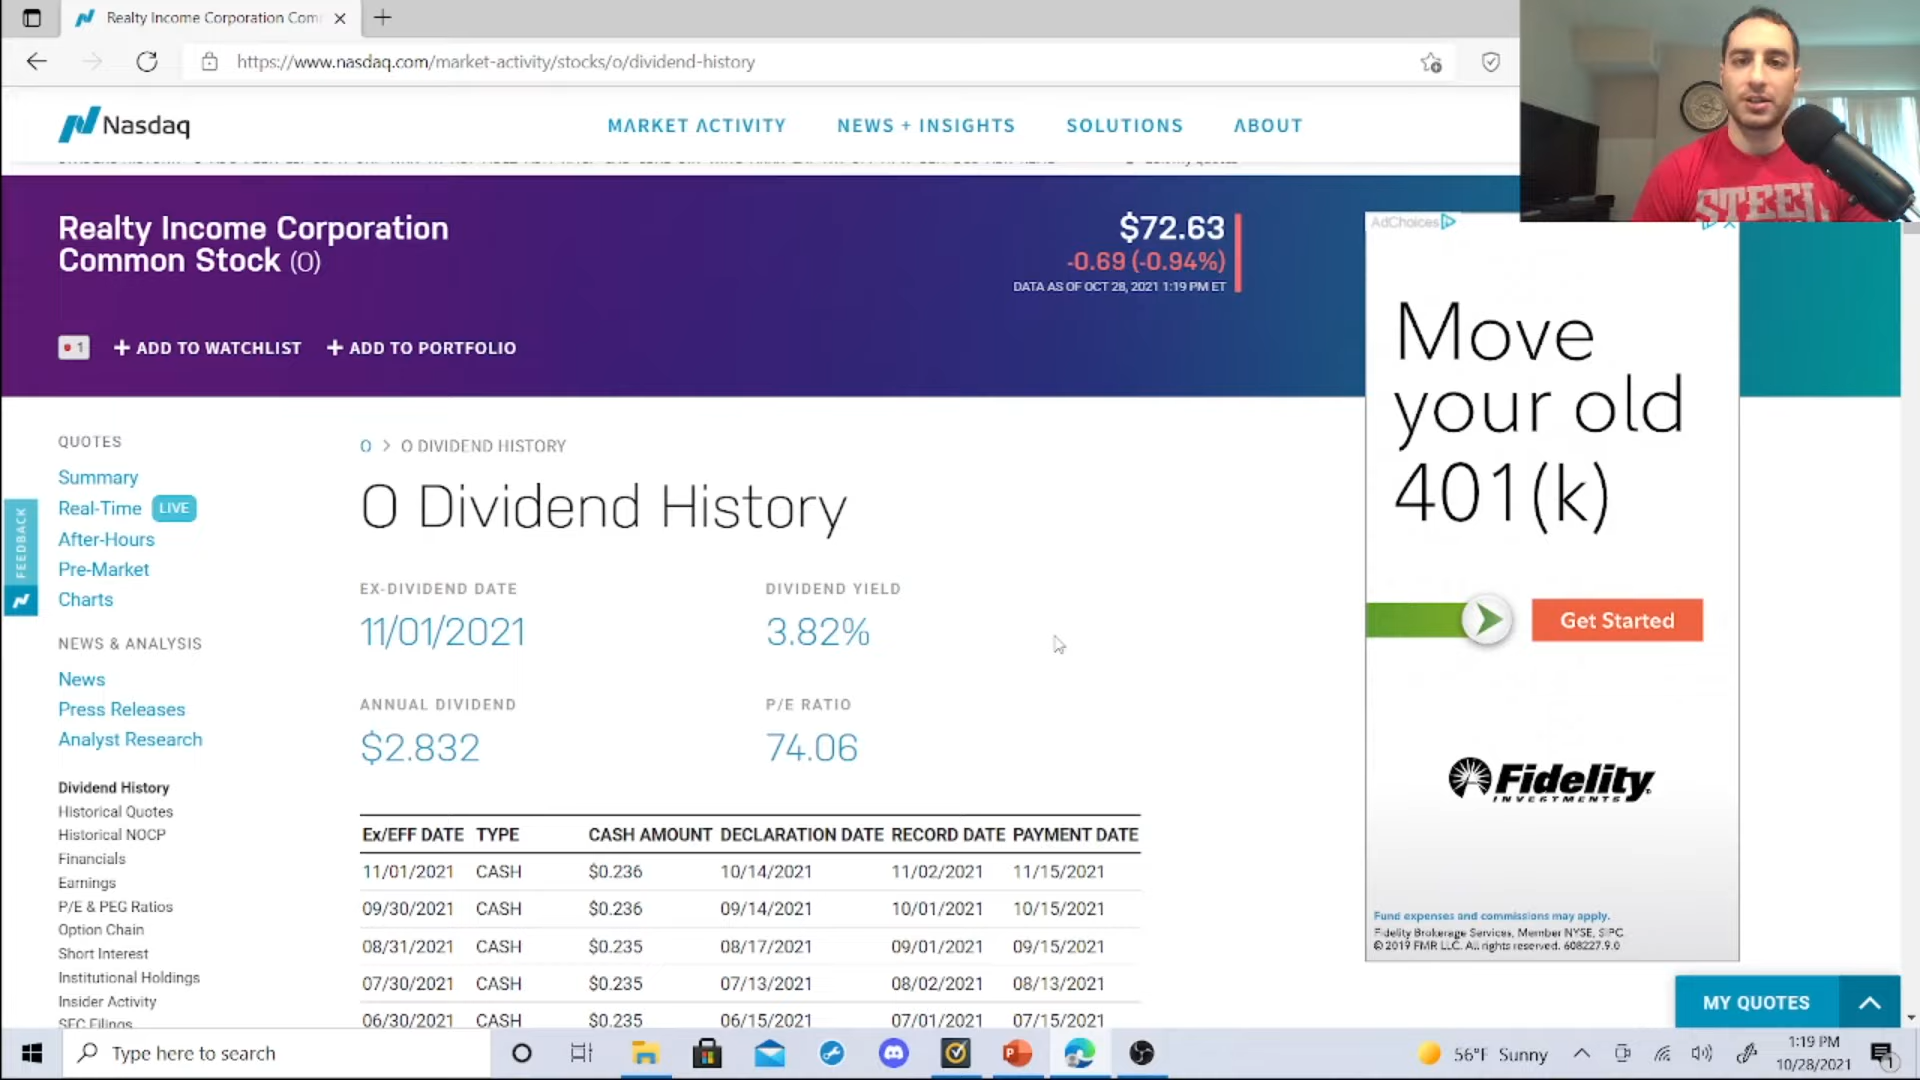 Realty Income Corporation Com
https://www.nasdaq.com/market-activity/stocks/o/dividend-history
Nasdaq
MARKET ACTIVITY
NEWS + INSIGHTS
SOLUTIONS
ABOUT
Realty Income Corporation
Common Stock (O)
$72.63
-0.69 (-0.94%)
DATA AS OF OCT 28, 2021 1:19 PM ET
1
+ ADD TO WATCHLIST
+ ADD TO PORTFOLIO
STEEL
AdChoices
Move
your old
401(k)
Get Started
Fidelity
INVESTMENTS
Fund expenses and commissions may apply.
Fidelity Brokerage Services, Member NYSE, SIPC
© 2019 FMR LLC. All rights reserved. 608227.9.0
FEEDBACK
QUOTES
Summary
Real-Time LIVE
After-Hours
Pre-Market
Charts
NEWS & ANALYSIS
News
Press Releases
Analyst Research
Dividend History
Historical Quotes
Historical NOCP
Financials
Earnings
P/E & PEG Ratios
Option Chain
Short Interest
Institutional Holdings
Insider Activity
SEC Filings
O > O DIVIDEND HISTORY
O Dividend History
EX-DIVIDEND DATE
11/01/2021
DIVIDEND YIELD
3.82%
ANNUAL DIVIDEND
$2.832
P/E RATIO
74.06
Ex/EFF DATE TYPE CASH AMOUNT DECLARATION DATE RECORD DATE PAYMENT DATE
11/01/2021 CASH $0.236 10/14/2021 11/02/2021 11/15/2021
09/30/2021 CASH $0.236 09/14/2021 10/01/2021 10/15/2021
08/31/2021 CASH $0.235 08/17/2021 09/01/2021 09/15/2021
07/30/2021 CASH $0.235 07/13/2021 08/02/2021 08/13/2021
06/30/2021 CASH $0.235 06/15/2021 07/01/2021 07/15/2021
MY QUOTES
Type here to search
56°F Sunny
1:19 PM
10/28/2021
1